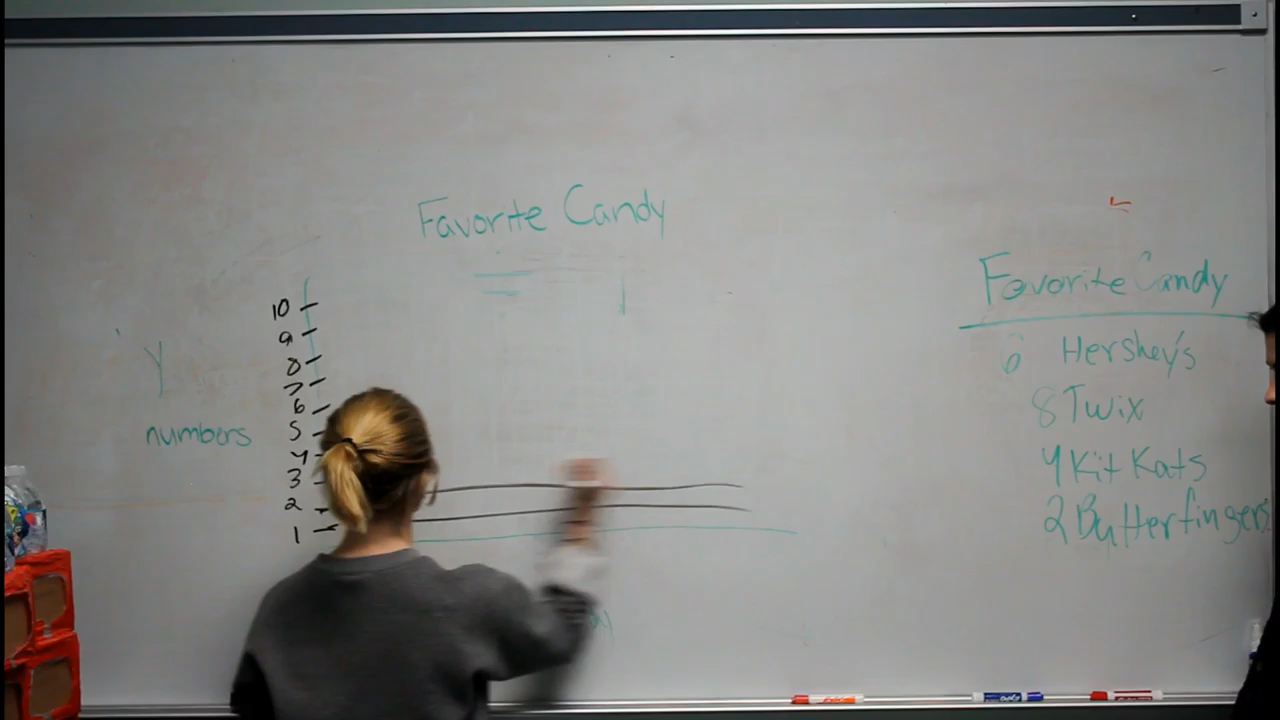 Favorite Candy
10
9
8
7
6
5
4
3
2
1
Y
numbers
Favorite Candy
6 Hershey's
8 Twix
4 Kit Kats
2 Butterfingers